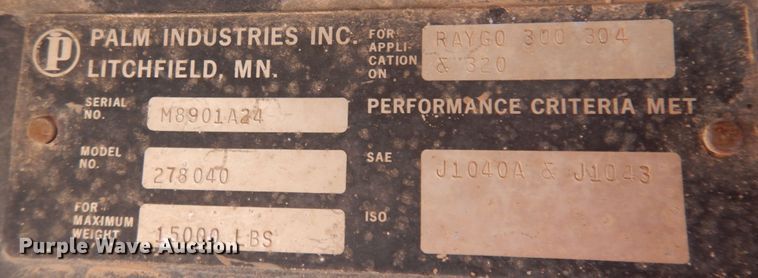 P PALM INDUSTRIES INC.
LITCHFIELD, MN.
FOR APPLI-CATION ON
RAYGO 300 304
& 320
SERIAL NO.
M8901A24
PERFORMANCE CRITERIA MET
MODEL NO.
278040
SAE
J1040A & J1043
FOR MAXIMUM WEIGHT
15000 LBS
ISO
Purple Wave Auction